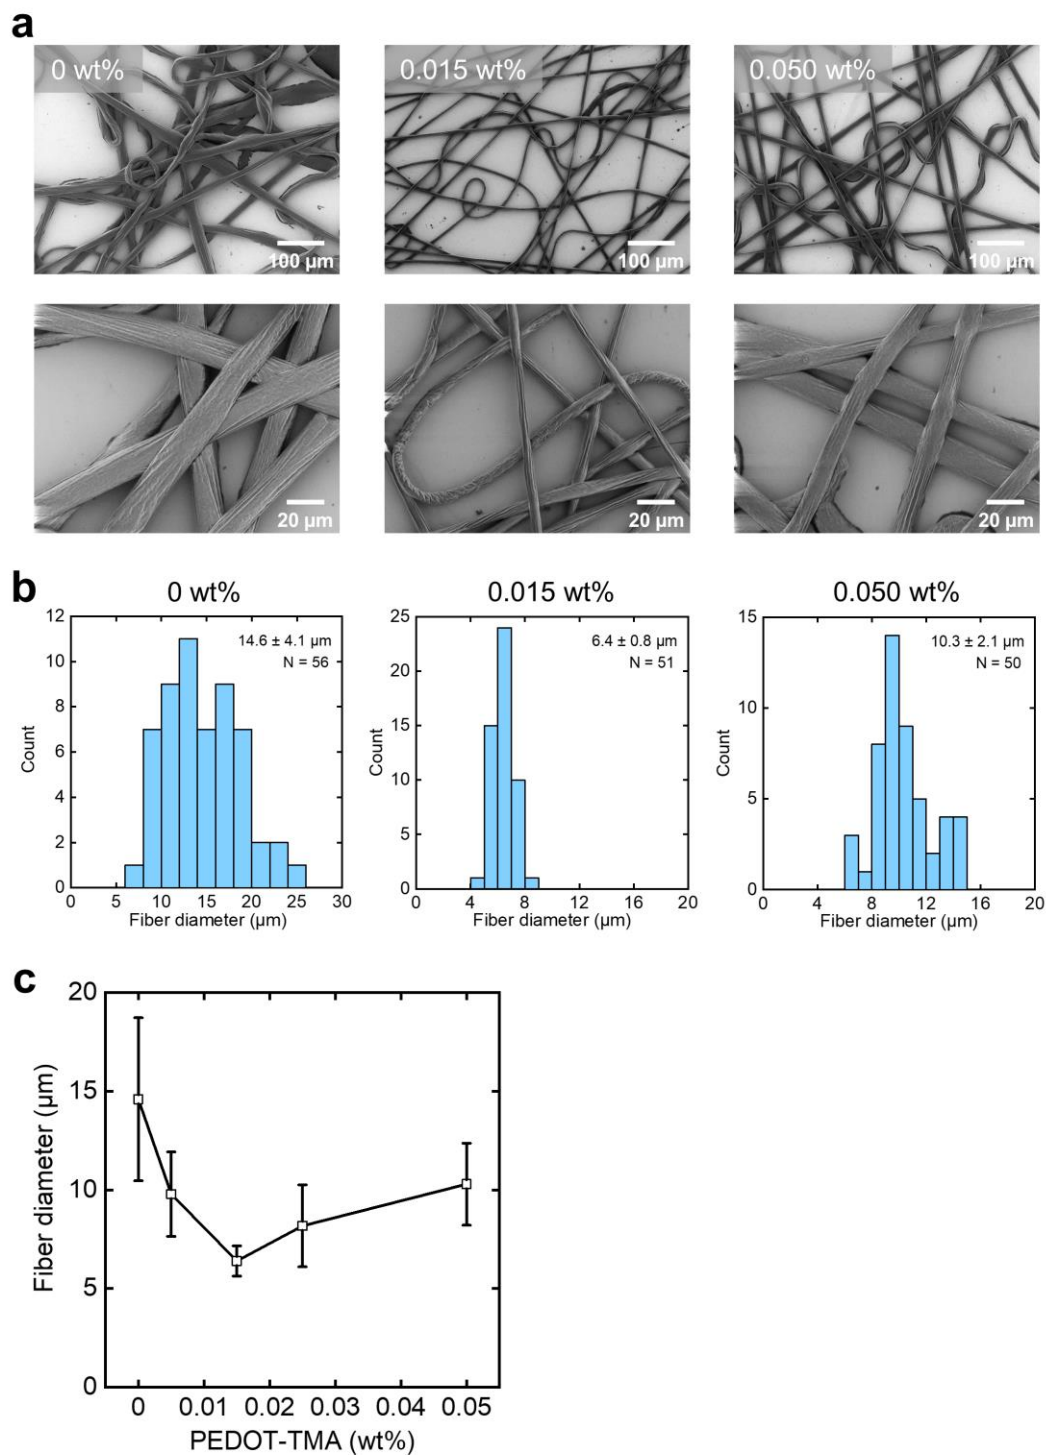 a
0 wt%
0.015 wt%
0.050 wt%
100 µm
100 µm
100 µm
20 µm
20 µm
20 µm
b
0 wt%
0.015 wt%
0.050 wt%
12
10
8
6
4
2
0
Count
14.6 ± 4.1 µm
N = 56
0 5 10 15 20 25 30
Fiber diameter (µm)
25
20
15
10
5
0
Count
6.4 ± 0.8 µm
N = 51
0 4 8 12 16 20
Fiber diameter (µm)
15
10
5
0
Count
10.3 ± 2.1 µm
N = 50
0 4 8 12 16 20
Fiber diameter (µm)
c
20
15
10
5
0
Fiber diameter (µm)
0 0.01 0.02 0.03 0.04 0.05
PEDOT-TMA (wt%)